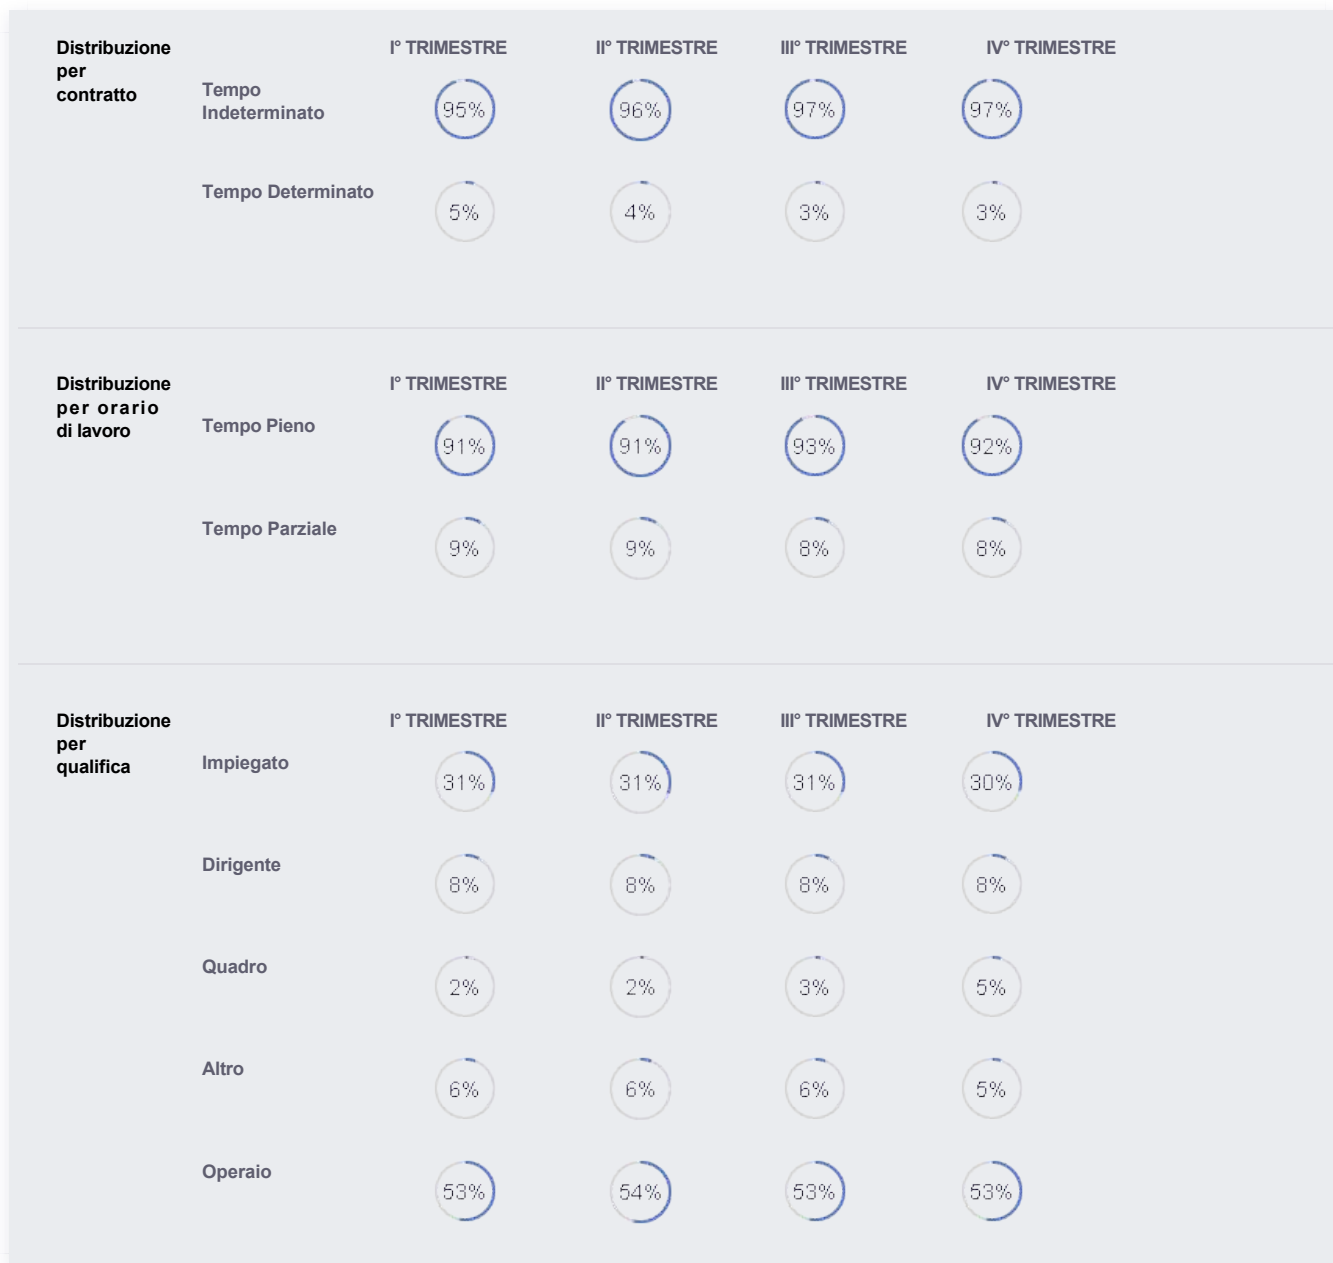 Distribuzione
per
contratto
I° TRIMESTRE II° TRIMESTRE III° TRIMESTRE IV° TRIMESTRE
Tempo
Indeterminato
95% 96% 97% 97%
Tempo Determinato
5% 4% 3% 3%
Distribuzione
per orario
di lavoro
I° TRIMESTRE II° TRIMESTRE III° TRIMESTRE IV° TRIMESTRE
Tempo Pieno
91% 91% 93% 92%
Tempo Parziale
9% 9% 8% 8%
Distribuzione
per
qualifica
I° TRIMESTRE II° TRIMESTRE III° TRIMESTRE IV° TRIMESTRE
Impiegato
31% 31% 31% 30%
Dirigente
8% 8% 8% 8%
Quadro
2% 2% 3% 5%
Altro
6% 6% 6% 5%
Operaio
53% 54% 53% 53%